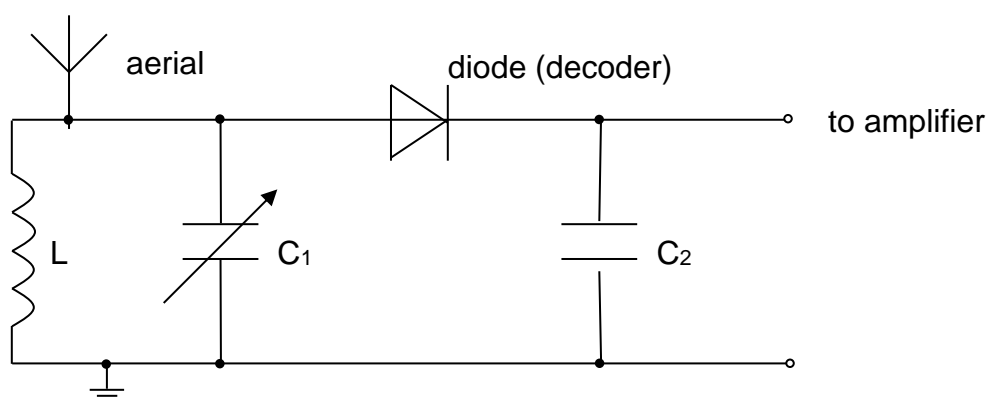 aerial
diode (decoder)
to amplifier
L
C1
C2